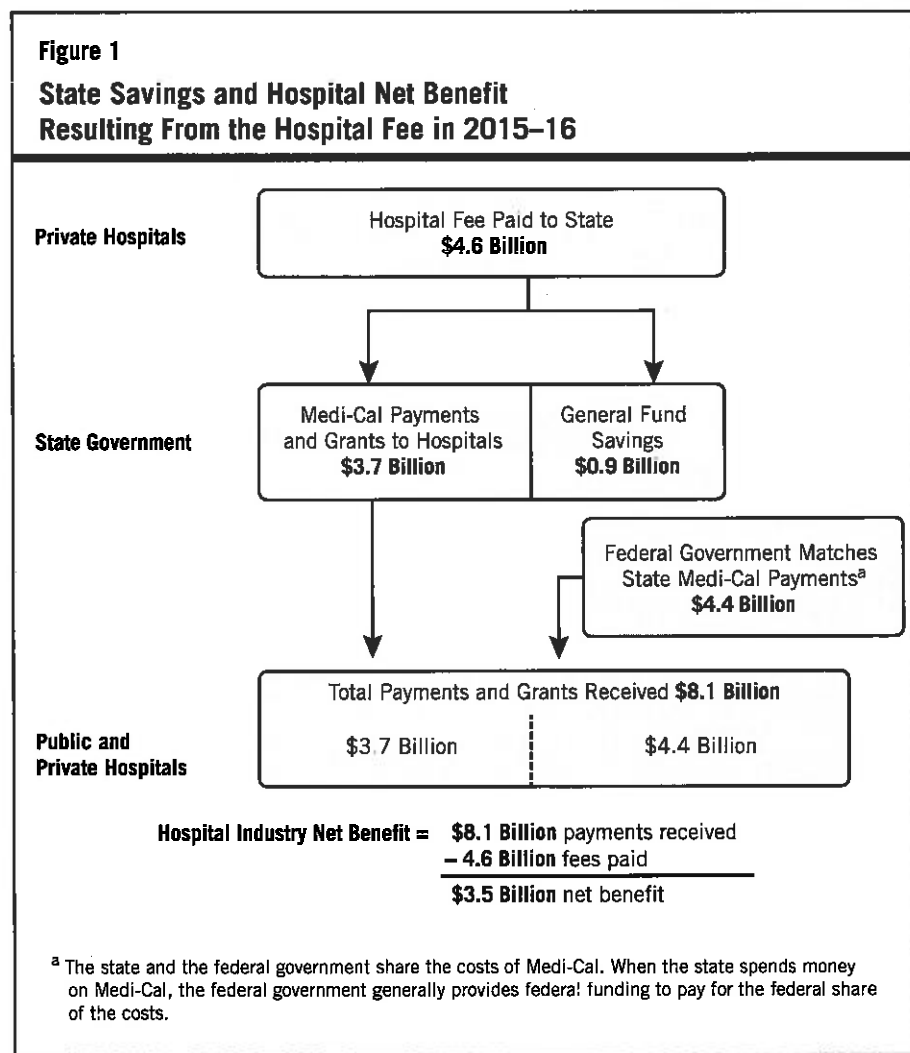 Figure 1
State Savings and Hospital Net Benefit
Resulting From the Hospital Fee in 2015–16
Private Hospitals
Hospital Fee Paid to State
$4.6 Billion
State Government
Medi-Cal Payments
and Grants to Hospitals
$3.7 Billion
General Fund
Savings
$0.9 Billion
Federal Government Matches
State Medi-Cal Paymentsᵃ
$4.4 Billion
Public and
Private Hospitals
Total Payments and Grants Received $8.1 Billion
$3.7 Billion
$4.4 Billion
Hospital Industry Net Benefit = $8.1 Billion payments received
– 4.6 Billion fees paid
$3.5 Billion net benefit
ᵃ The state and the federal government share the costs of Medi-Cal. When the state spends money
on Medi-Cal, the federal government generally provides federal funding to pay for the federal share
of the costs.